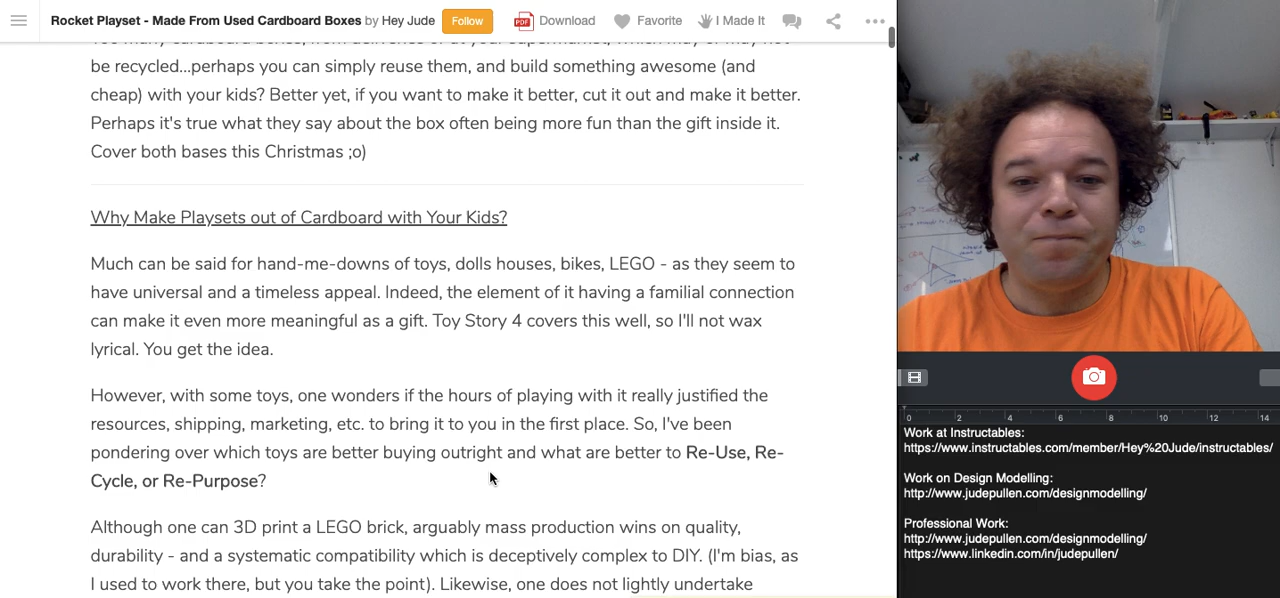 Rocket Playset - Made From Used Cardboard Boxes by Hey Jude Follow PDF Download Favorite I Made It
be recycled...perhaps you can simply reuse them, and build something awesome (and
cheap) with your kids? Better yet, if you want to make it better, cut it out and make it better.
Perhaps it's true what they say about the box often being more fun than the gift inside it.
Cover both bases this Christmas ;o)
Why Make Playsets out of Cardboard with Your Kids?
Much can be said for hand-me-downs of toys, dolls houses, bikes, LEGO - as they seem to
have universal and a timeless appeal. Indeed, the element of it having a familial connection
can make it even more meaningful as a gift. Toy Story 4 covers this well, so I'll not wax
lyrical. You get the idea.
However, with some toys, one wonders if the hours of playing with it really justified the
resources, shipping, marketing, etc. to bring it to you in the first place. So, I've been
pondering over which toys are better buying outright and what are better to Re-Use, Re-
Cycle, or Re-Purpose?
Although one can 3D print a LEGO brick, arguably mass production wins on quality,
durability - and a systematic compatibility which is deceptively complex to DIY. (I'm bias, as
I used to work there, but you take the point). Likewise, one does not lightly undertake
0 2 4 6 8 10 12 14
Work at Instructables:
https://www.instructables.com/member/Hey%20Jude/instructables/
Work on Design Modelling:
http://www.judepullen.com/designmodelling/
Professional Work:
http://www.judepullen.com/designmodelling/
https://www.linkedin.com/in/judepullen/